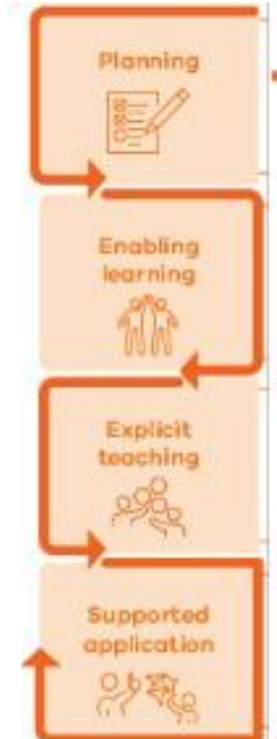 Planning
Enabling
learning
Explicit
teaching
Supported
application